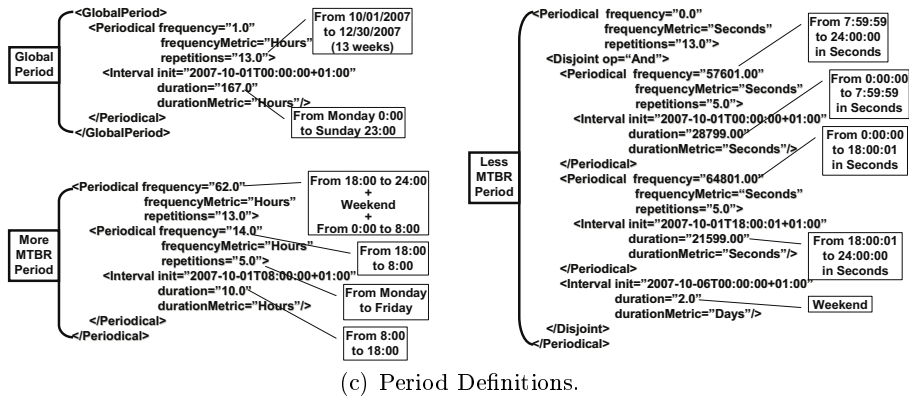 <GlobalPeriod>
<Periodical frequency="1.0"
frequencyMetric="Hours"
repetitions="13.0">
<Interval init="2007-10-01T00:00:00+01:00"
duration="167.0"
durationMetric="Hours"/>
</Periodical>
</GlobalPeriod>
Global
Period
From 10/01/2007
to 12/30/2007
(13 weeks)
From Monday 0:00
to Sunday 23:00
<Periodical frequency="62.0"
frequencyMetric="Hours"
repetitions="13.0">
<Periodical frequency="14.0"
frequencyMetric="Hours"
repetitions="5.0">
<Interval init="2007-10-01T08:00:00+01:00"
duration="10.0"
durationMetric="Hours"/>
</Periodical>
</Periodical>
More
MTBR
Period
From 18:00 to 24:00
+
Weekend
+
From 0:00 to 8:00
From 18:00
to 8:00
From Monday
to Friday
From 8:00
to 18:00
<Periodical frequency="0.0"
frequencyMetric="Seconds"
repetitions="13.0">
<Disjoint op="And">
<Periodical frequency="57601.00"
frequencyMetric="Seconds"
repetitions="5.0">
<Interval init="2007-10-01T00:00:00+01:00"
duration="28799.00"
durationMetric="Seconds"/>
</Periodical>
<Periodical frequency="64801.00"
frequencyMetric="Seconds"
repetitions="5.0">
<Interval init="2007-10-01T18:00:01+01:00"
duration="21599.00"
durationMetric="Seconds"/>
</Periodical>
<Interval init="2007-10-06T00:00:00+01:00"
duration="2.0"
durationMetric="Days"/>
</Disjoint>
</Periodical>
Less
MTBR
Period
From 7:59:59
to 24:00:00
in Seconds
From 0:00:00
to 7:59:59
in Seconds
From 0:00:00
to 18:00:01
in Seconds
From 18:00:01
to 24:00:00
in Seconds
Weekend
(c) Period Definitions.